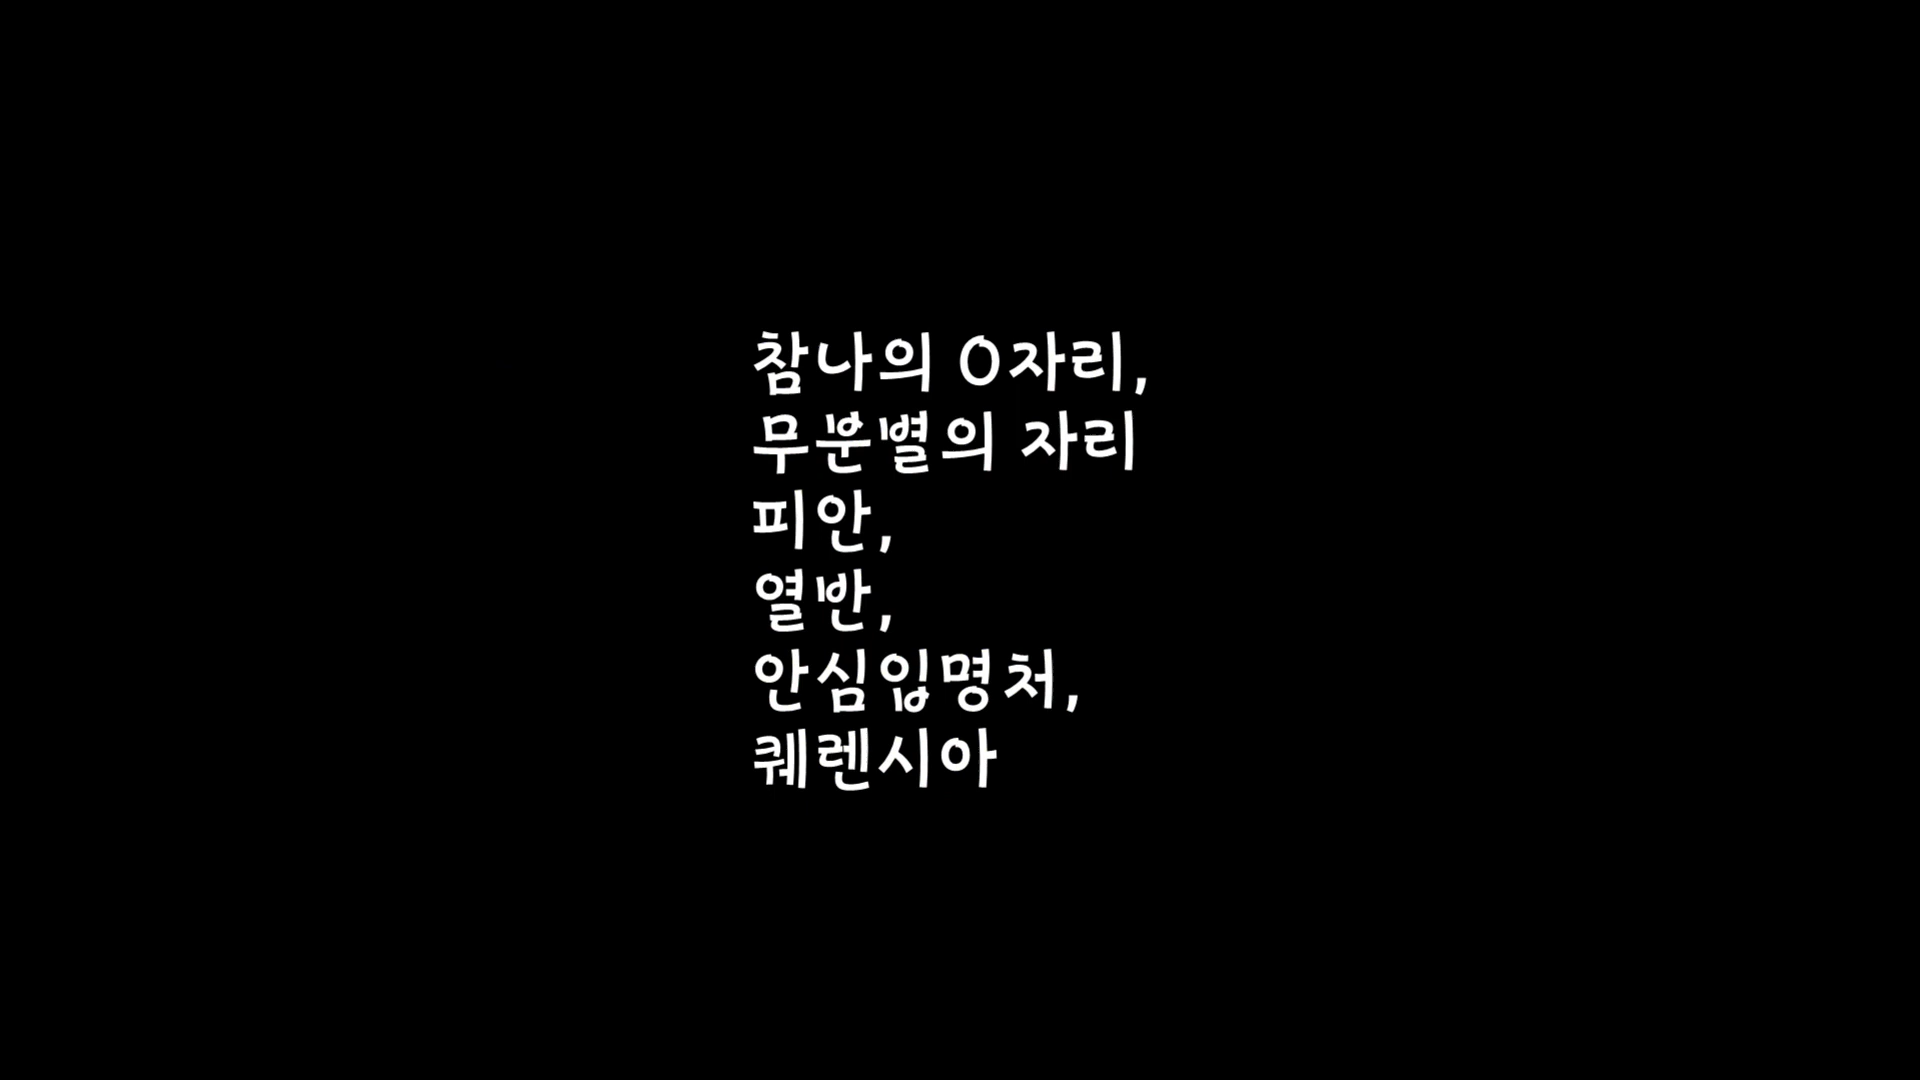 참나의 0자리,
무분별의 자리
피안,
열반,
안심입명처,
퀘렌시아